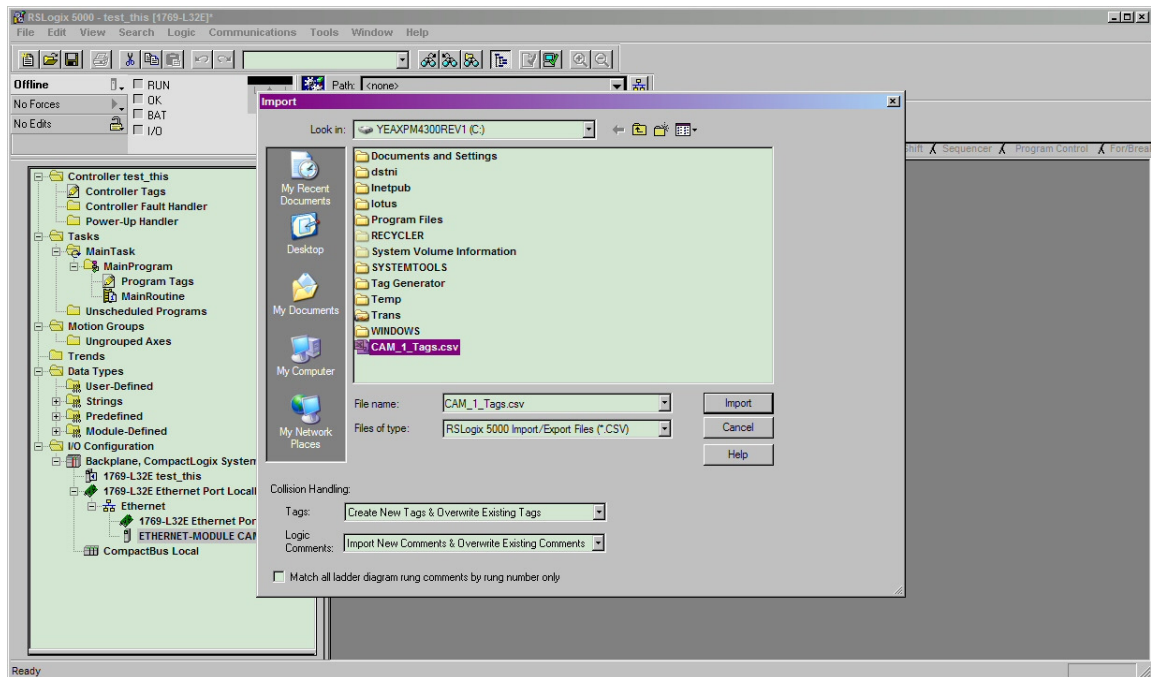 RSLogix 5000 - test_this [1769-L32E]*
File Edit View Search Logic Communications Tools Window Help
Offline
RUN
Path: <none>
No Forces
OK
No Edits
BAT
I/O
Shift Sequencer Program Control For/Break
Controller test_this
Controller Tags
Controller Fault Handler
Power-Up Handler
Tasks
MainTask
MainProgram
Program Tags
MainRoutine
Unscheduled Programs
Motion Groups
Ungrouped Axes
Trends
Data Types
User-Defined
Strings
Predefined
Module-Defined
I/O Configuration
Backplane, CompactLogix System
1769-L32E test_this
1769-L32E Ethernet Port Locall
Ethernet
1769-L32E Ethernet Por
ETHERNET-MODULE CAM
CompactBus Local
Import
Look in: YEAXPM4300REV1 (C:)
My Recent
Documents
Desktop
My Documents
My Computer
My Network
Places
Documents and Settings
dstni
Inetpub
lotus
Program Files
RECYCLER
System Volume Information
SYSTEMTOOLS
Tag Generator
Temp
Trans
WINDOWS
CAM_1_Tags.csv
File name: CAM_1_Tags.csv
Import
Files of type: RSLogix 5000 Import/Export Files (*.CSV)
Cancel
Help
Collision Handling:
Tags: Create New Tags & Overwrite Existing Tags
Logic
Comments: Import New Comments & Overwrite Existing Comments
Match all ladder diagram rung comments by rung number only
Ready